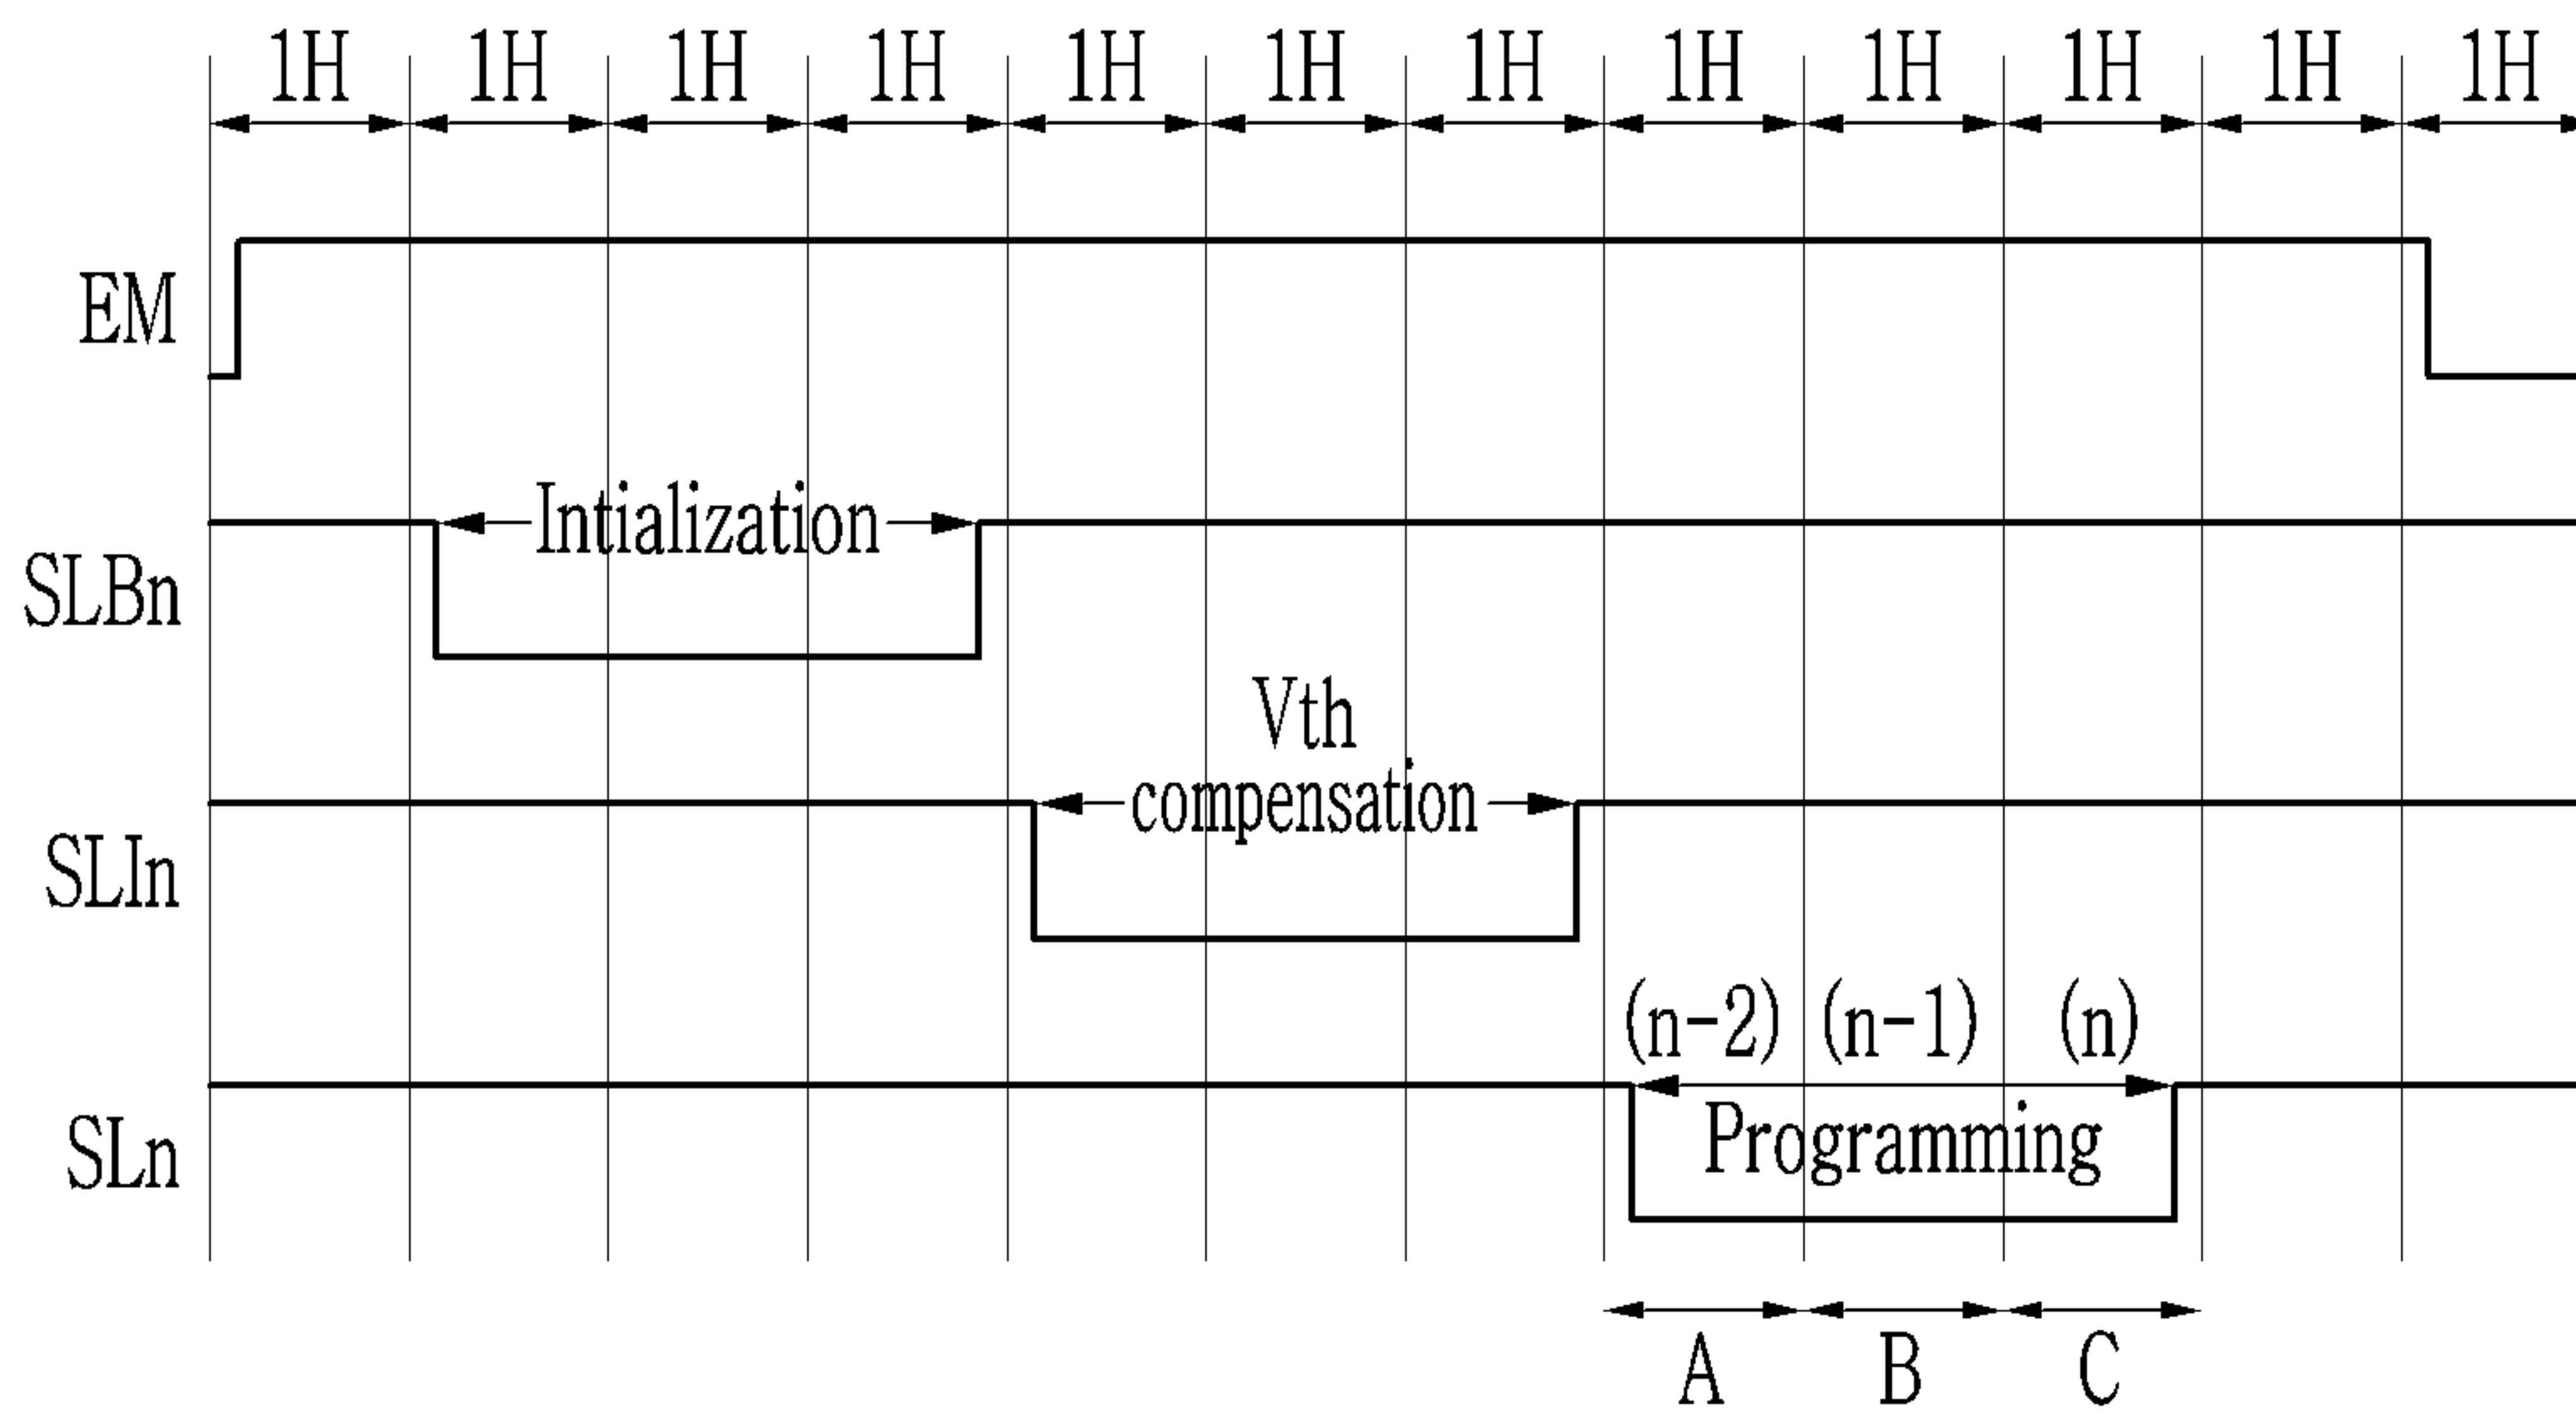 1H 1H 1H 1H 1H 1H 1H 1H 1H 1H 1H 1H
EM
Intialization
SLBn
Vth
compensation
SLIn
(n-2) (n-1) (n)
Programming
SLn
A B C